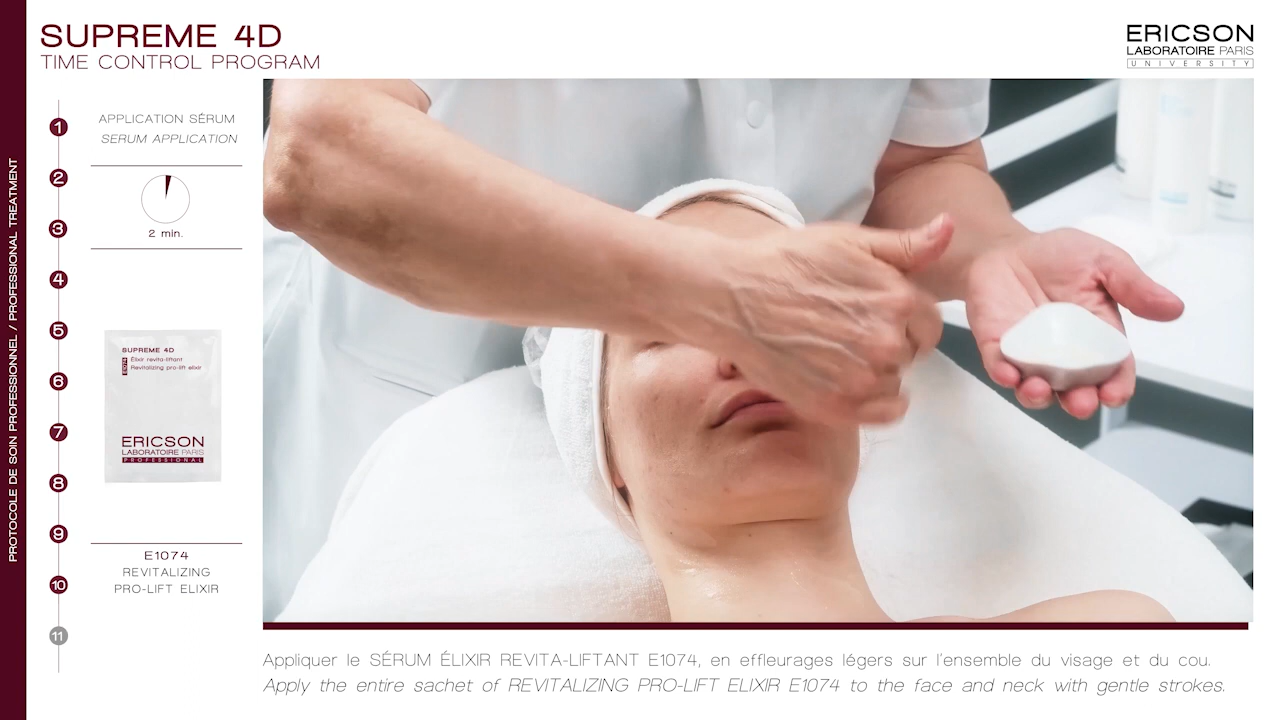 SUPREME 4D
TIME CONTROL PROGRAM
ERICSON
LABORATOIRE PARIS
UNIVERSITY
PROTOCOLE DE SOIN PROFESSIONNEL / PROFESSIONAL TREATMENT
1
2
3
4
5
6
7
8
9
10
11
APPLICATION SÉRUM
SERUM APPLICATION
2 min.
SUPREME 4D
E1074
Élixir revita-liftant
Revitalizing pro-lift elixir
ERICSON
LABORATOIRE PARIS
PROFESSIONAL
E1074
REVITALIZING
PRO-LIFT ELIXIR
Appliquer le SÉRUM ÉLIXIR REVITA-LIFTANT E1074, en effleurages légers sur l'ensemble du visage et du cou.
Apply the entire sachet of REVITALIZING PRO-LIFT ELIXIR E1074 to the face and neck with gentle strokes.